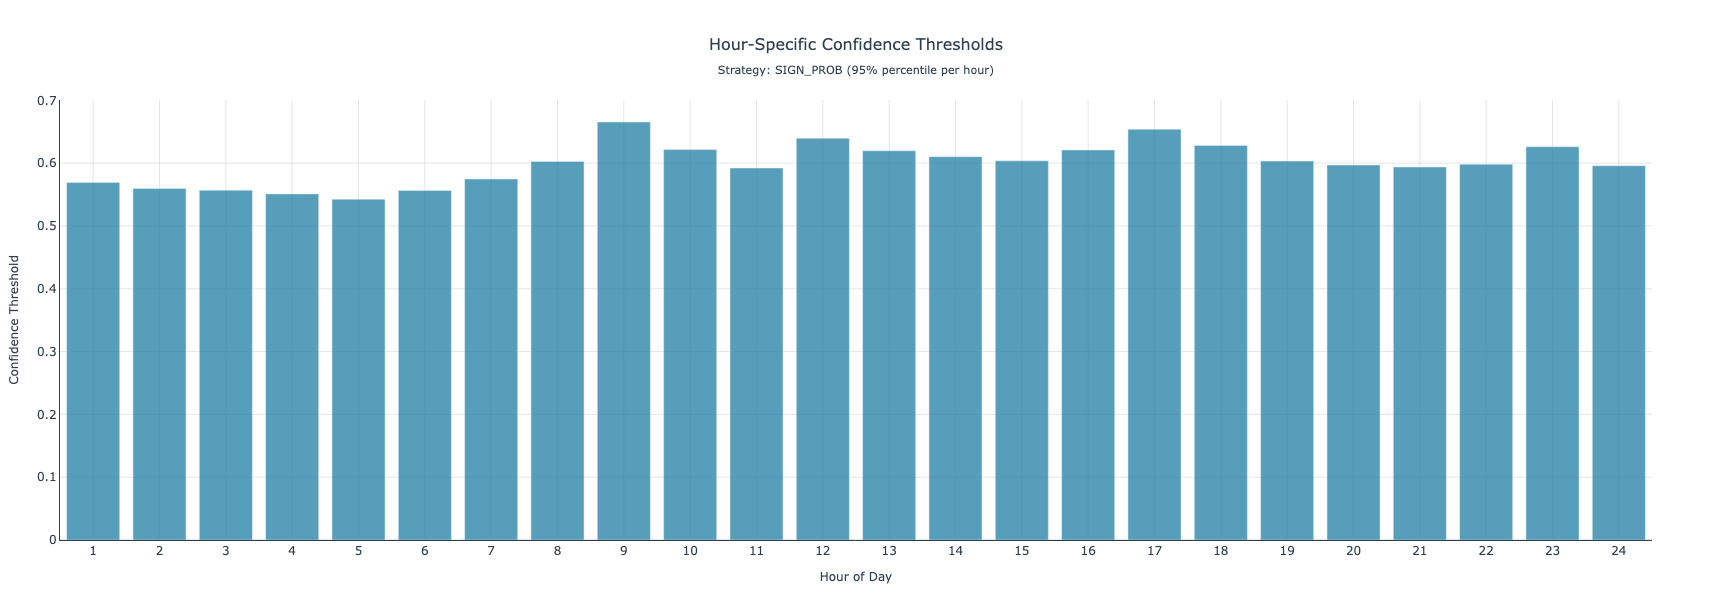 Hour-Specific Confidence Thresholds
Strategy: SIGN_PROB (95% percentile per hour)
Confidence Threshold
0.7
0.6
0.5
0.4
0.3
0.2
0.1
0
1 2 3 4 5 6 7 8 9 10 11 12 13 14 15 16 17 18 19 20 21 22 23 24
Hour of Day